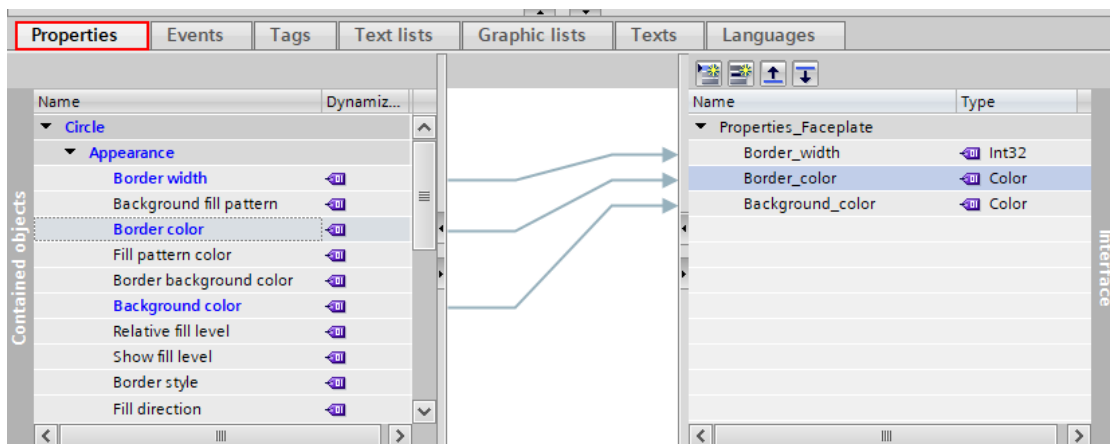 Properties Events Tags Text lists Graphic lists Texts Languages
Contained objects
Name Dynamiz...
Circle
Appearance
Border width
Background fill pattern
Border color
Fill pattern color
Border background color
Background color
Relative fill level
Show fill level
Border style
Fill direction
Name Type
Properties_Faceplate
Border_width Int32
Border_color Color
Background_color Color
Interface